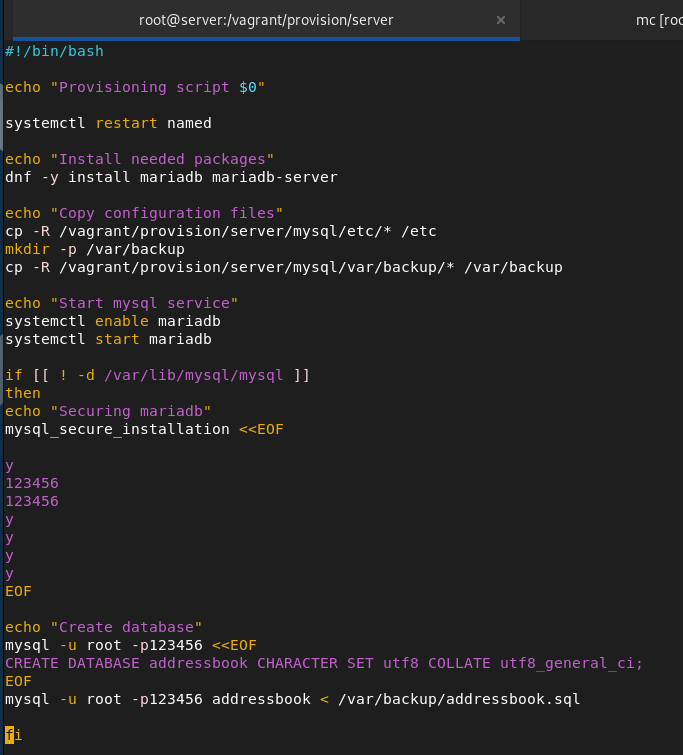 root@server:/vagrant/provision/server
mc [roo
#!/bin/bash
echo "Provisioning script $0"
systemctl restart named
echo "Install needed packages"
dnf -y install mariadb mariadb-server
echo "Copy configuration files"
cp -R /vagrant/provision/server/mysql/etc/* /etc
mkdir -p /var/backup
cp -R /vagrant/provision/server/mysql/var/backup/* /var/backup
echo "Start mysql service"
systemctl enable mariadb
systemctl start mariadb
if [[ ! -d /var/lib/mysql/mysql ]]
then
echo "Securing mariadb"
mysql_secure_installation <<EOF
y
123456
123456
y
y
y
y
EOF
echo "Create database"
mysql -u root -p123456 <<EOF
CREATE DATABASE addressbook CHARACTER SET utf8 COLLATE utf8_general_ci;
EOF
mysql -u root -p123456 addressbook < /var/backup/addressbook.sql
fi